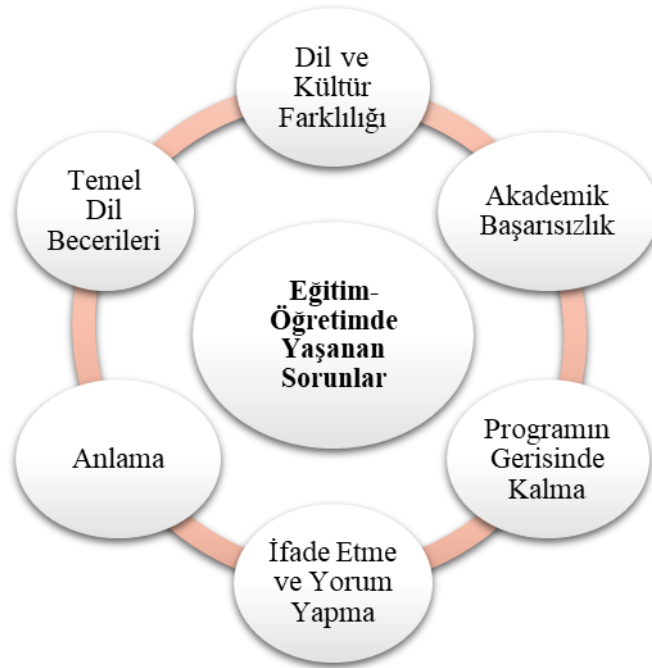 Dil ve
Kültür
Farklılığı
Akademik
Başarısızlık
Programın
Gerisinde
Kalma
İfade Etme
ve Yorum
Yapma
Anlama
Temel
Dil
Becerileri
Eğitim-
Öğretimde
Yaşanan
Sorunlar